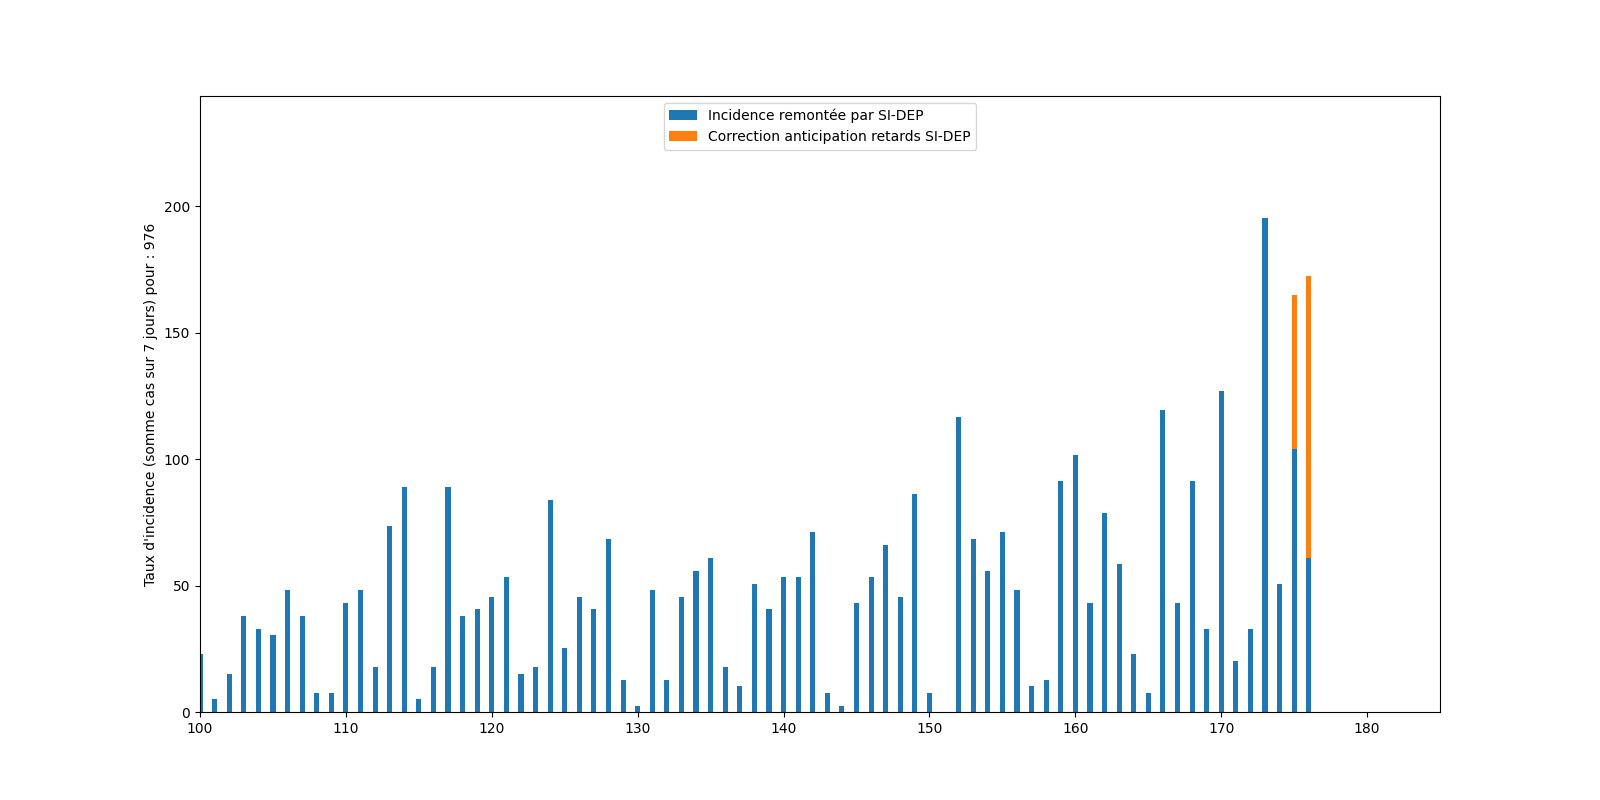 Incidence remontée par SI-DEP
Correction anticipation retards SI-DEP
Taux d'incidence (somme cas sur 7 jours) pour : 976
200
150
100
50
0
100 110 120 130 140 150 160 170 180